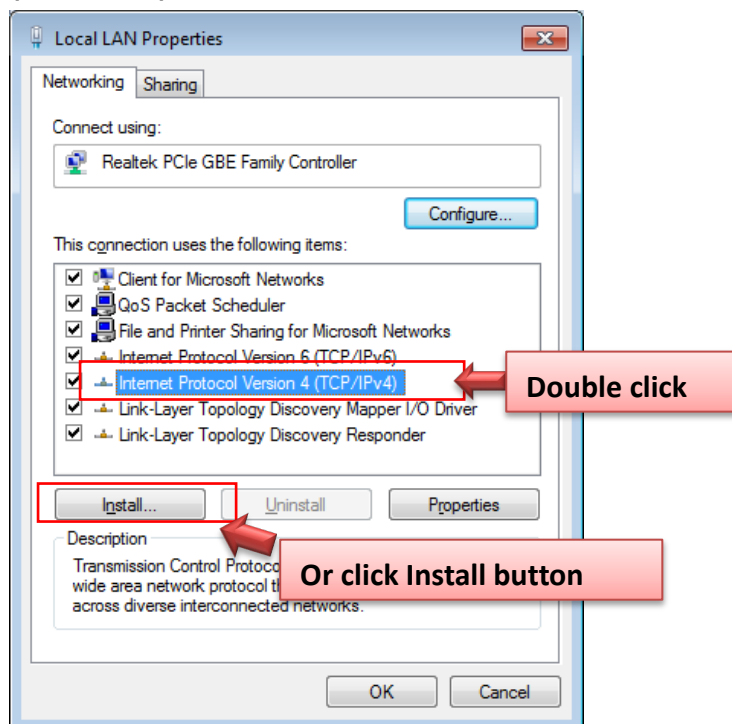 Local LAN Properties
Networking Sharing
Connect using:
Realtek PCIe GBE Family Controller
Configure...
This connection uses the following items:
Client for Microsoft Networks
QoS Packet Scheduler
File and Printer Sharing for Microsoft Networks
Internet Protocol Version 6 (TCP/IPv6)
Internet Protocol Version 4 (TCP/IPv4)
Double click
Link-Layer Topology Discovery Mapper I/O Driver
Link-Layer Topology Discovery Responder
Install... Uninstall Properties
Description
Transmission Control Protoco
wide area network protocol
across diverse interconnected networks.
Or click Install button
OK Cancel